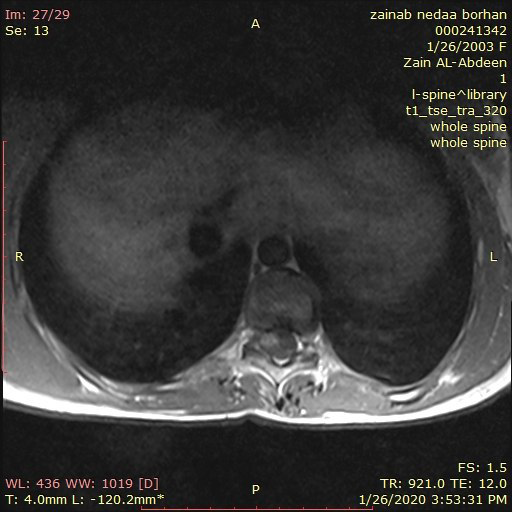 Im: 27/29
Se: 13
A
zainab nedaa borhan
000241342
1/26/2003 F
Zain AL-Abdeen
1
l-spine^library
t1_tse_tra_320
whole spine
whole spine
R
L
WL: 436 WW: 1019 [D]
T: 4.0mm L: -120.2mm*
P
FS: 1.5
TR: 921.0 TE: 12.0
1/26/2020 3:53:31 PM